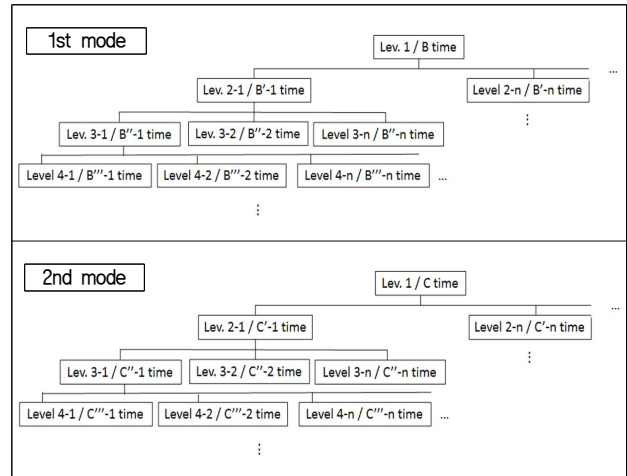 1st mode
Lev. 1 / B time
...
Lev. 2-1 / B'-1 time
Level 2-n / B'-n time
⋮
Lev. 3-1 / B''-1 time
Lev. 3-2 / B''-2 time
Level 3-n / B''-n time
Level 4-1 / B'''-1 time
Level 4-2 / B'''-2 time
Level 4-n / B'''-n time
...
⋮
2nd mode
Lev. 1 / C time
...
Lev. 2-1 / C'-1 time
Level 2-n / C'-n time
⋮
Lev. 3-1 / C''-1 time
Lev. 3-2 / C''-2 time
Level 3-n / C''-n time
Level 4-1 / C'''-1 time
Level 4-2 / C'''-2 time
Level 4-n / C'''-n time
...
⋮